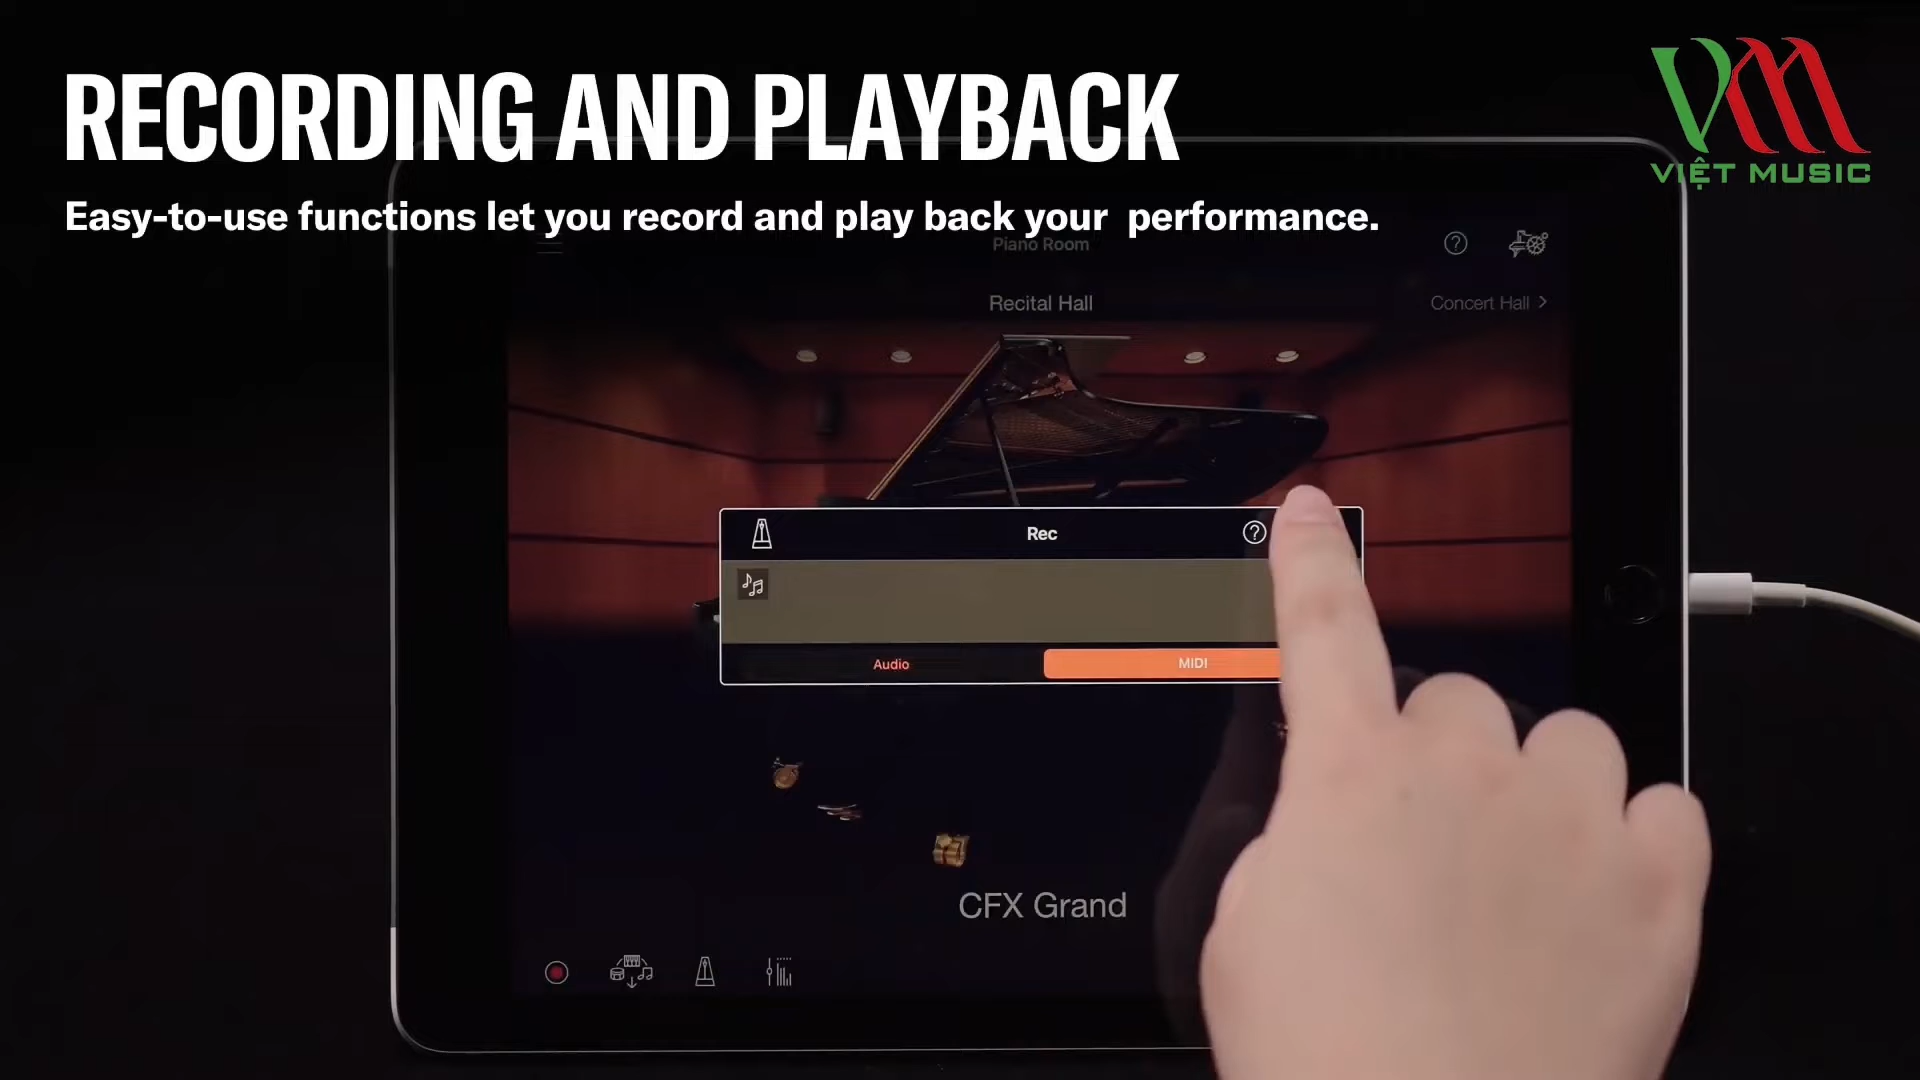 RECORDING AND PLAYBACK
VIỆT MUSIC
Easy-to-use functions let you record and play back your performance.
Piano Room
Recital Hall
Concert Hall >
Rec
Audio
MIDI
CFX Grand